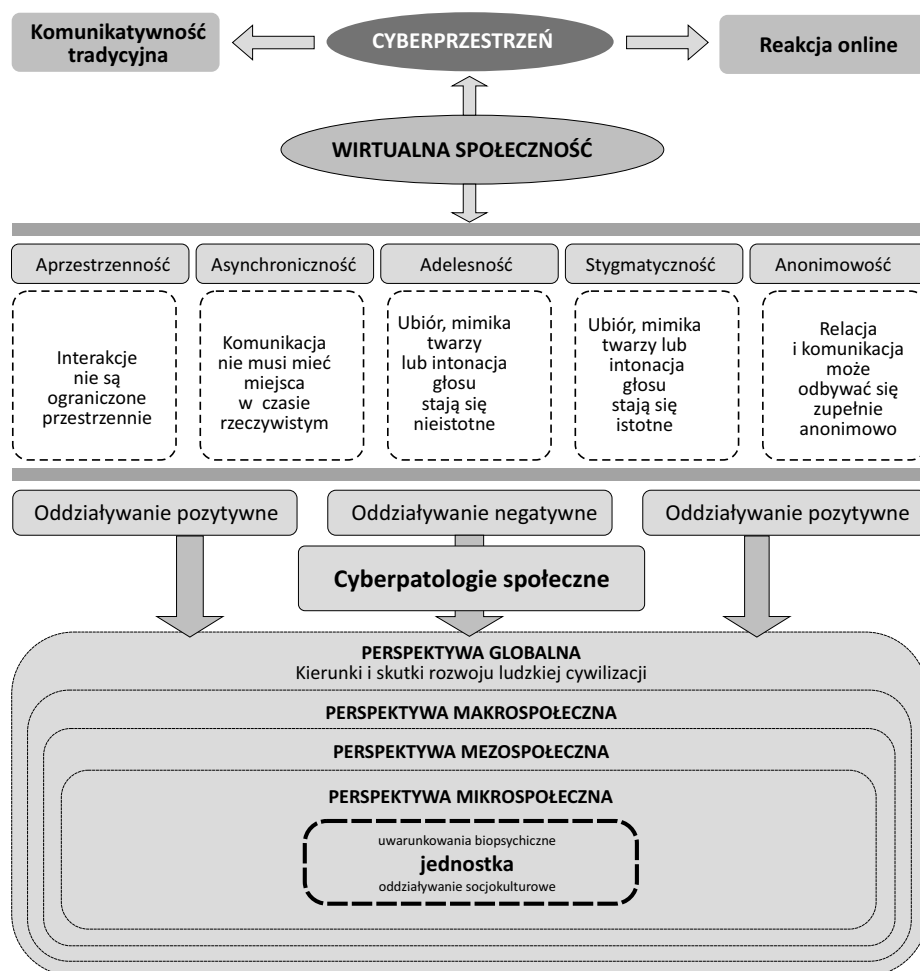 Komunikatywność
tradycyjna
CYBERPRZESTRZEŃ
Reakcja online
WIRTUALNA SPOŁECZNOŚĆ
Aprzestrzenność
Asynchroniczność
Adelesność
Stygmatyczność
Anonimowość
Interakcje
nie są
ograniczone
przestrzennie
Komunikacja
nie musi mieć
miejsca
w czasie
rzeczywistym
Ubiór, mimika
twarzy
lub intonacja
głosu
stają się
nieistotne
Ubiór, mimika
twarzy lub
intonacja
głosu
stają się
istotne
Relacja
i komunikacja
może
odbywać się
zupełnie
anonimowo
Oddziaływanie pozytywne
Oddziaływanie negatywne
Oddziaływanie pozytywne
Cyberpatologie społeczne
PERSPEKTYWA GLOBALNA
Kierunki i skutki rozwoju ludzkiej cywilizacji
PERSPEKTYWA MAKROSPOŁECZNA
PERSPEKTYWA MEZOSPOŁECZNA
PERSPEKTYWA MIKROSPOŁECZNA
uwarunkowania biopsychiczne
jednostka
oddziaływanie socjokulturowe